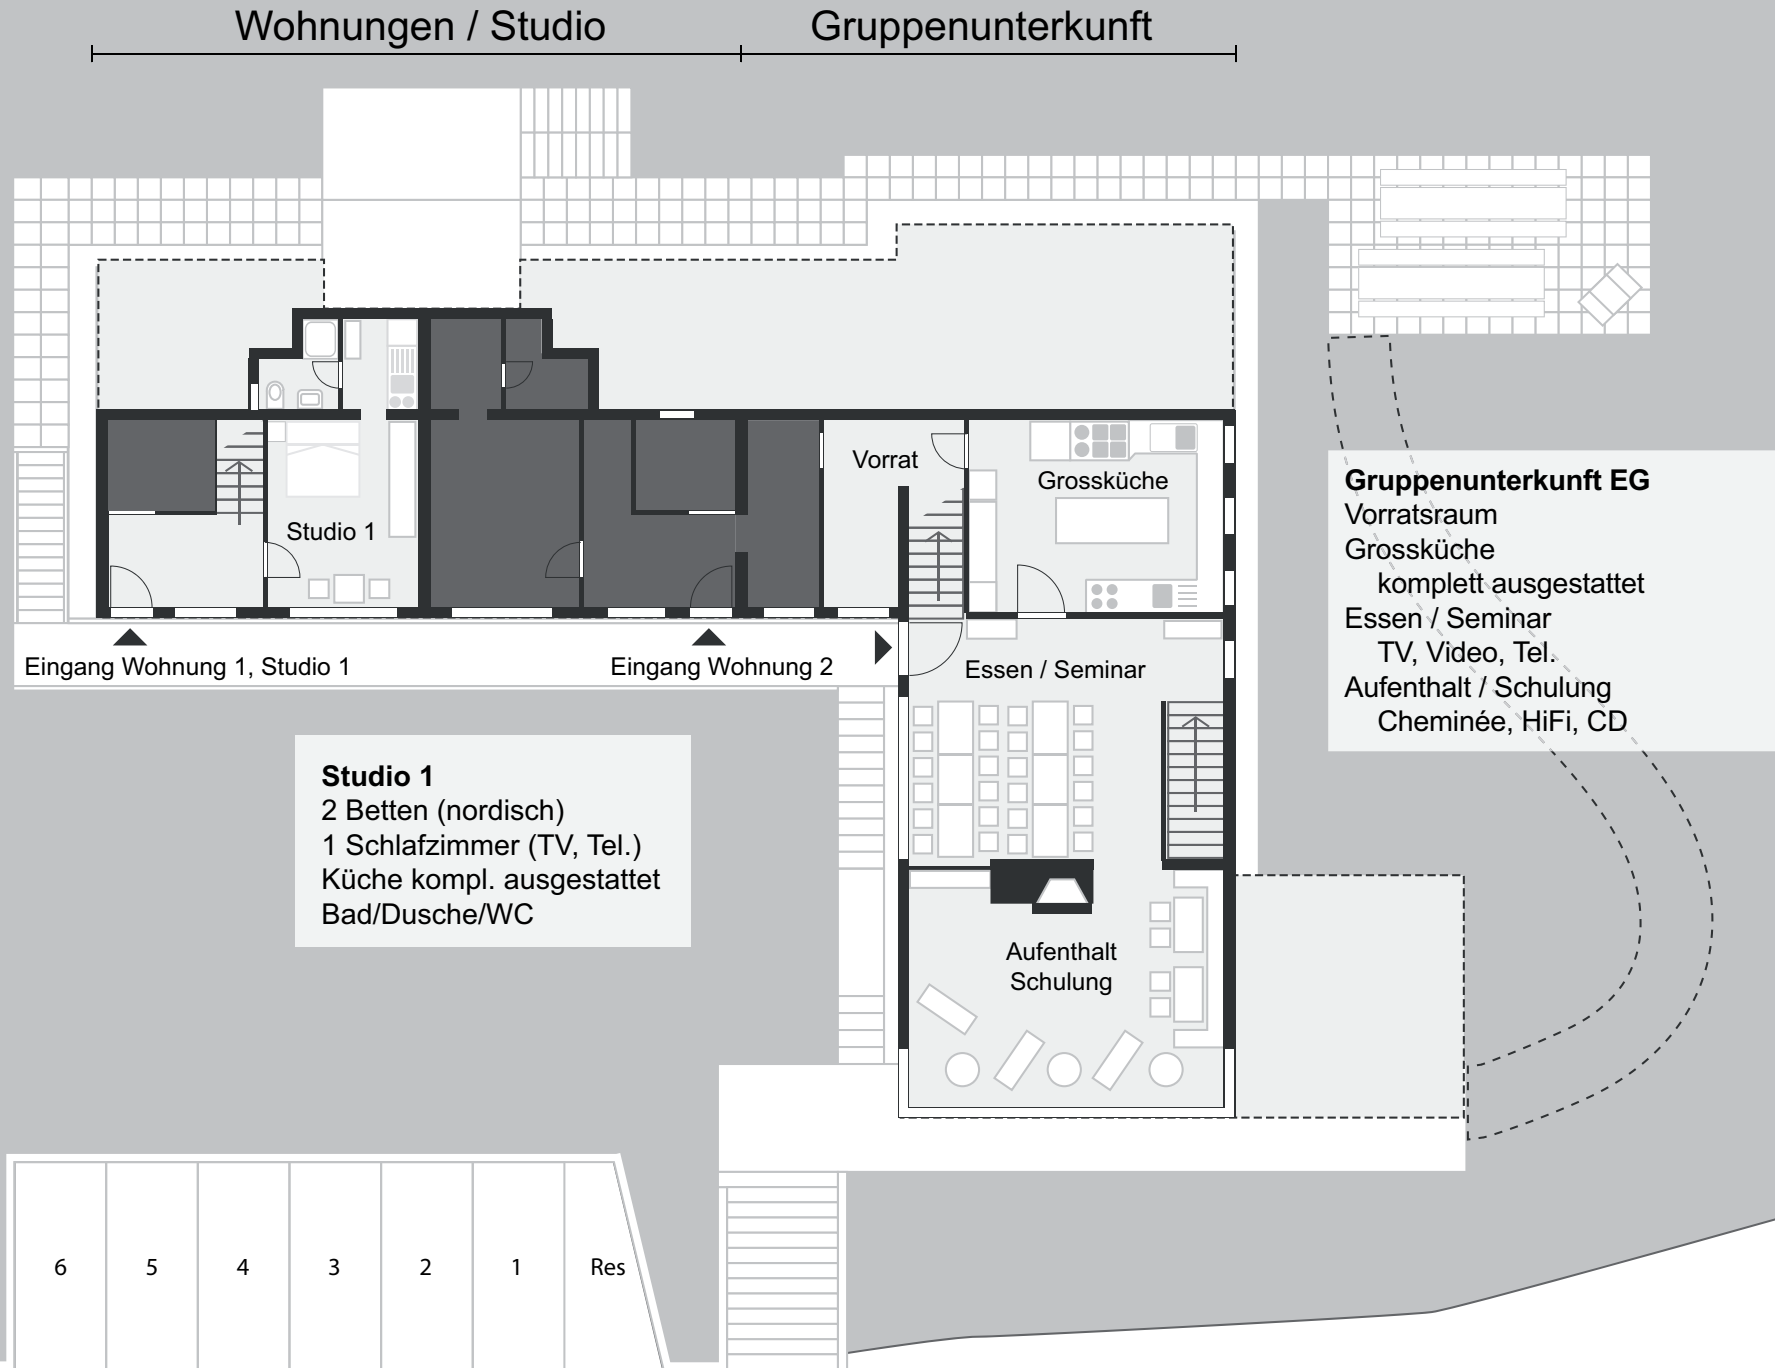 Wohnungen / Studio
Gruppenunterkunft
Vorrat
Grossküche
Studio 1
Eingang Wohnung 1, Studio 1
Eingang Wohnung 2
Essen / Seminar
Gruppenunterkunft EG
Vorratsraum
Grossküche
komplett ausgestattet
Essen / Seminar
TV, Video, Tel.
Aufenthalt / Schulung
Cheminée, HiFi, CD
Studio 1
2 Betten (nordisch)
1 Schlafzimmer (TV, Tel.)
Küche kompl. ausgestattet
Bad/Dusche/WC
Aufenthalt
Schulung
6
5
4
3
2
1
Res